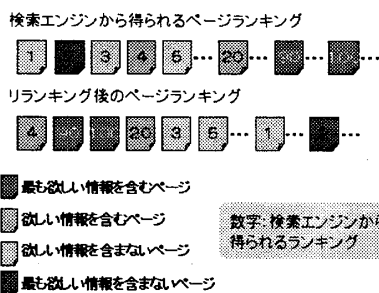 検索エンジンから得られるページランキング
1 3 4 5 … 20 … … …
リランキング後のページランキング
4 20 3 5 … 1 … …
最も欲しい情報を含むページ
欲しい情報を含むページ
欲しい情報を含まないページ
最も欲しい情報を含まないページ
数字:検索エンジンから
得られるランキング